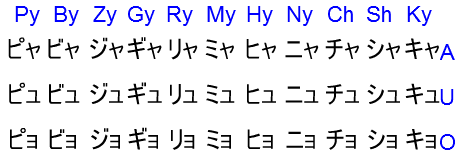 Py By Zy Gy Ry My Hy Ny Ch Sh Ky
ピャ ビャ ジャ ギャ リャ ミャ ヒャ ニャ チャ シャ キャ A
ピュ ビュ ジュ ギュ リュ ミュ ヒュ ニュ チュ シュ キュ U
ピョ ビョ ジョ ギョ リョ ミョ ヒョ ニョ チョ ショ キョ O